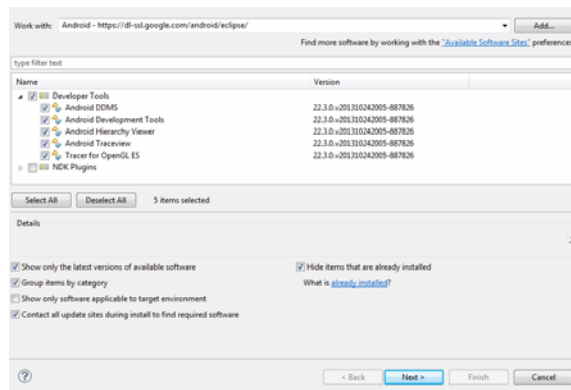 Work with: Android - https://dl-ssl.google.com/android/eclipse/ Add...
Find more software by working with the "Available Software Sites" preferences
type filter text
Name Version
Developer Tools
Android DDMS 22.3.0.v201310242005-887826
Android Development Tools 22.3.0.v201310242005-887826
Android Hierarchy Viewer 22.3.0.v201310242005-887826
Android Traceview 22.3.0.v201310242005-887826
Tracer for OpenGL ES 22.3.0.v201310242005-887826
NDK Plugins
Select All Deselect All 5 items selected
Details
Show only the latest versions of available software Hide items that are already installed
Group items by category What is already installed?
Show only software applicable to target environment
Contact all update sites during install to find required software
? < Back Next > Finish Cancel